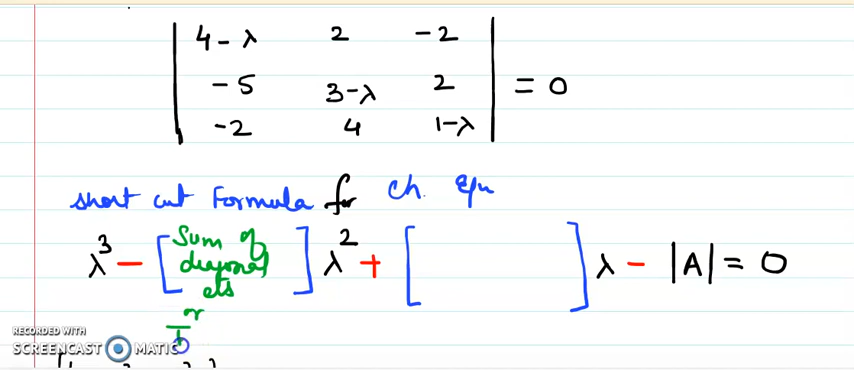 4-λ 2 -2
-5 3-λ 2 = 0
-2 4 1-λ
short cut Formula for Ch. Eqn
λ³ - [Sum of diagonal ets] λ² + [ ] λ - |A| = 0
or
RECORDED WITH
SCREENCAST MATIC